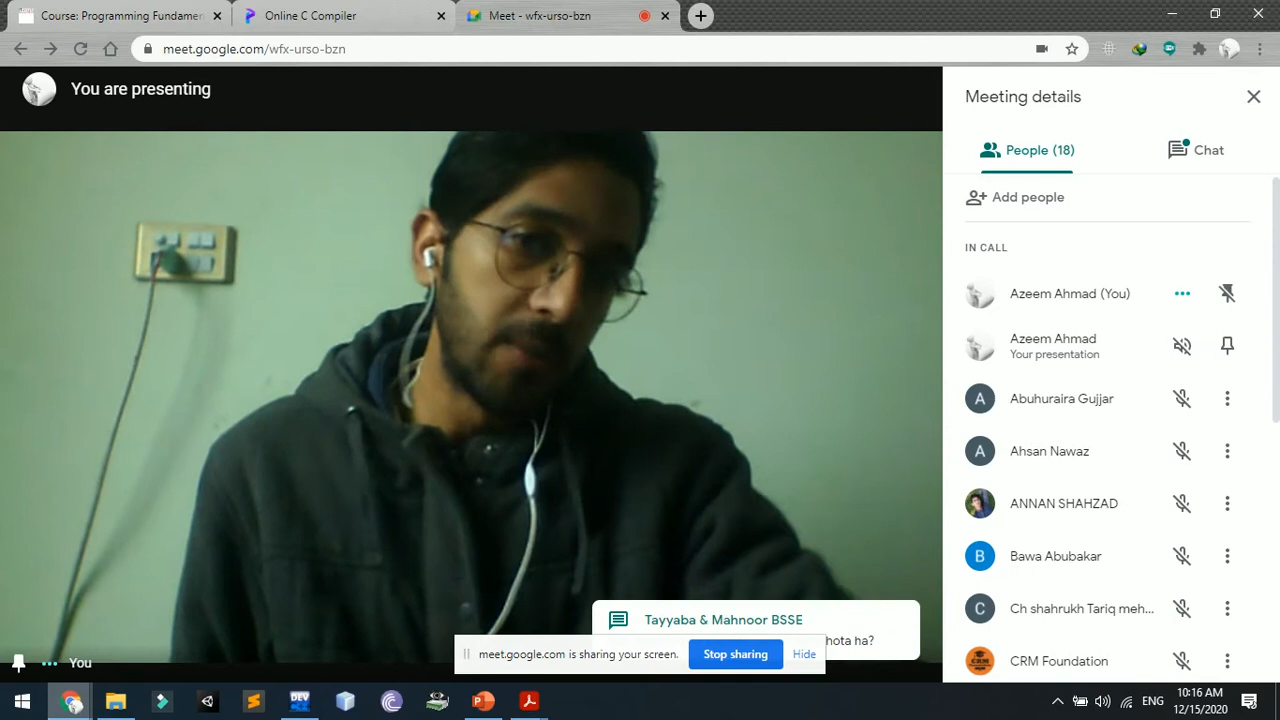 Course: Programming Fundamen
Online C Compiler
Meet - wfx-urso-bzn
meet.google.com/wfx-urso-bzn
You are presenting
Meeting details
People (18)
Chat
Add people
IN CALL
Azeem Ahmad (You)
Azeem Ahmad
Your presentation
A Abuhuraira Gujjar
A Ahsan Nawaz
ANNAN SHAHZAD
B Bawa Abubakar
C Ch shahrukh Tariq meh...
CRM Foundation
Tayyaba & Mahnoor BSSE
hota ha?
meet.google.com is sharing your screen.
Stop sharing
Hide
You
DEV
ENG
10:16 AM
12/15/2020